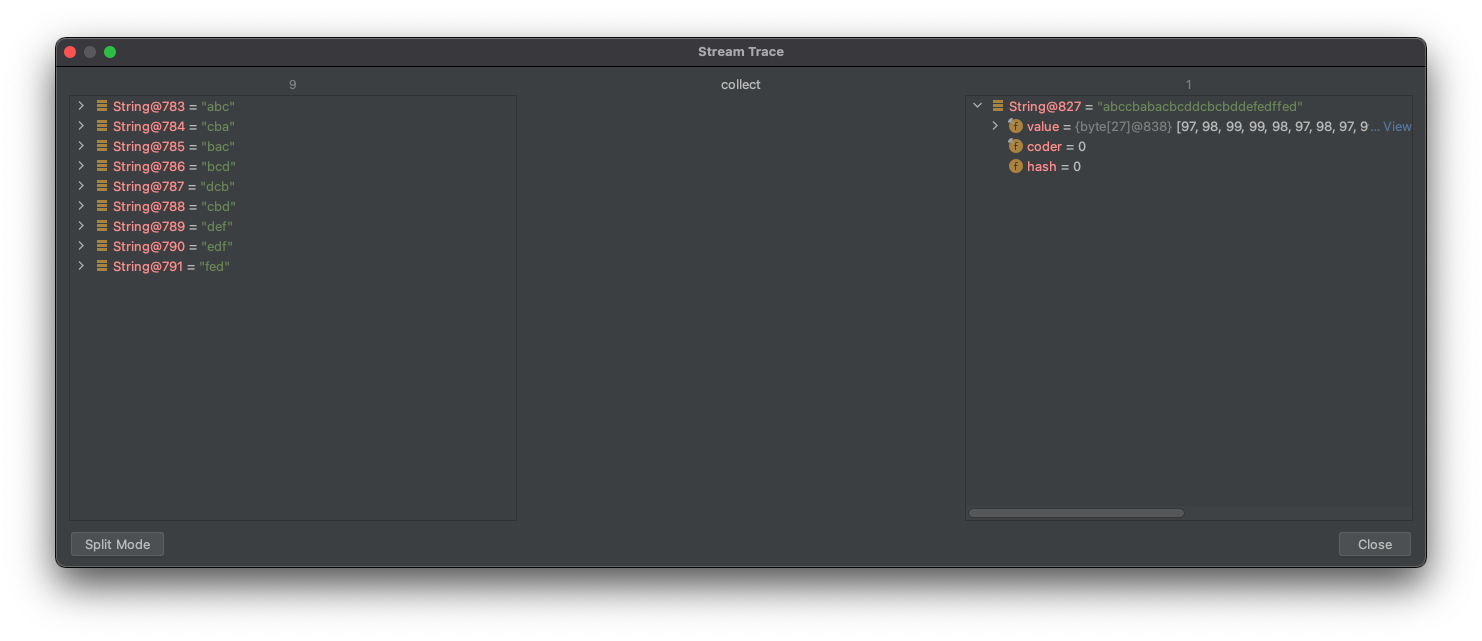 Stream Trace
9
collect
1
String@783 = "abc"
String@784 = "cba"
String@785 = "bac"
String@786 = "bcd"
String@787 = "dcb"
String@788 = "cbd"
String@789 = "def"
String@790 = "edf"
String@791 = "fed"
String@827 = "abccbabacbcddcbcbddefedffed"
f value = {byte[27]@838} [97, 98, 99, 99, 98, 97, 98, 97, 9... View
f coder = 0
f hash = 0
Split Mode
Close